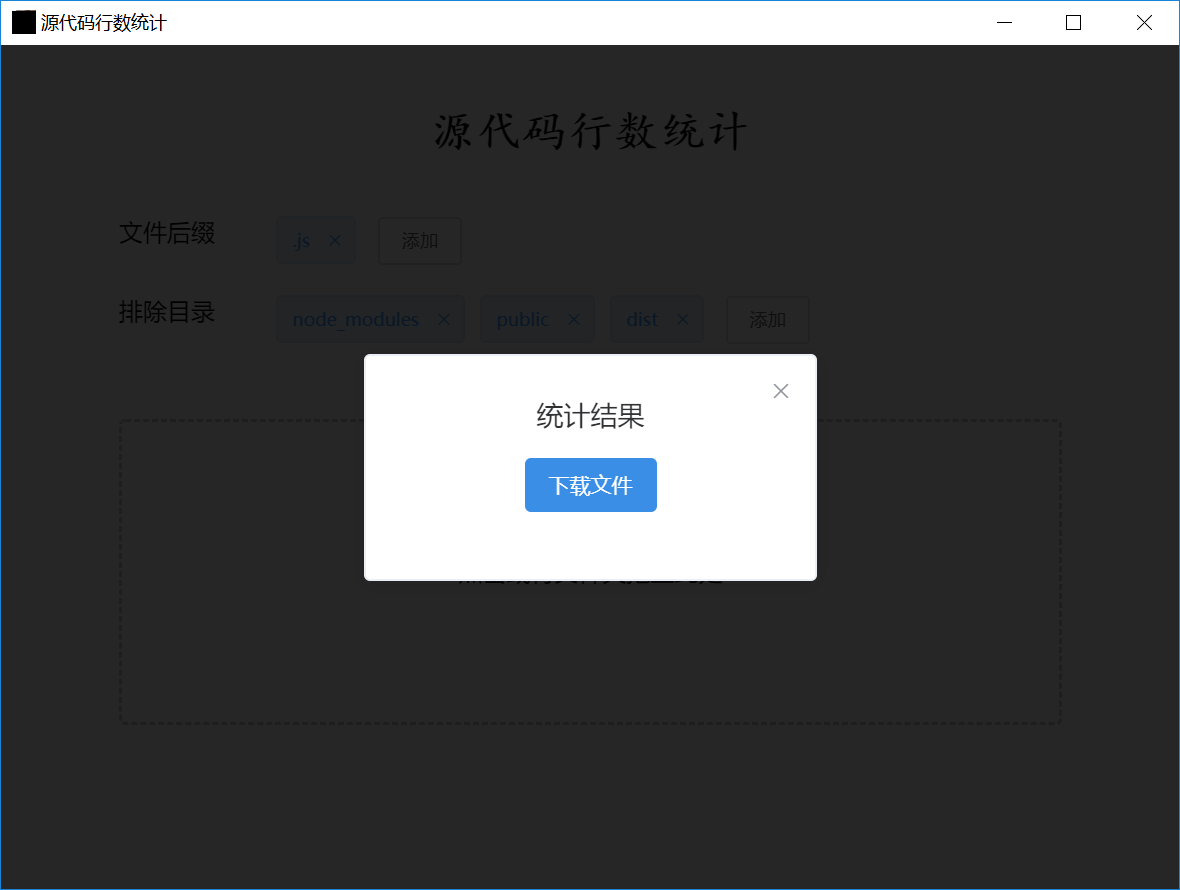 源代码行数统计
源代码行数统计
文件后缀 .js 添加
排除目录 node_modules public dist 添加
统计结果
下载文件